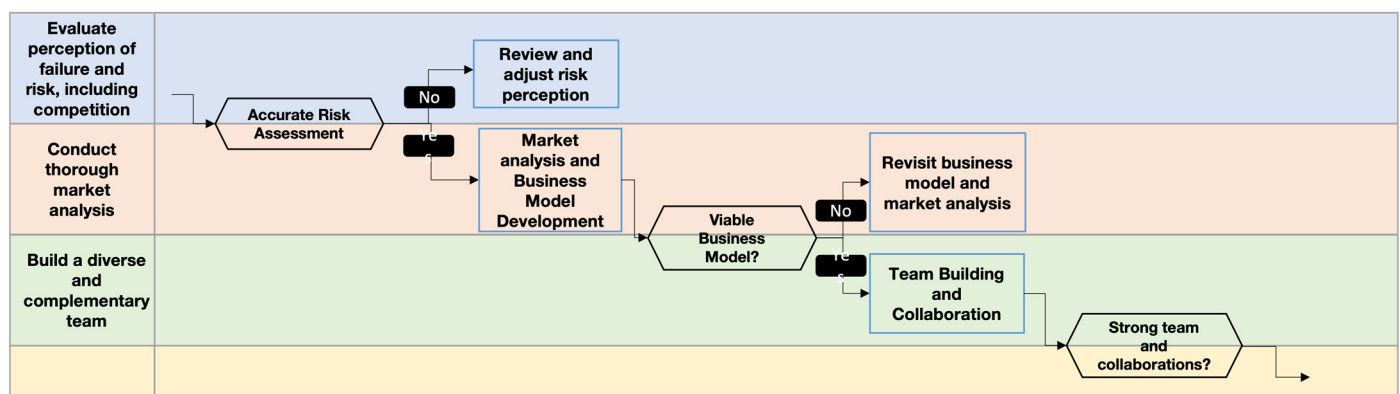 Evaluate
perception of
failure and
risk, including
competition
Accurate Risk
Assessment
No
Yes
Review and
adjust risk
perception
Conduct
thorough
market
analysis
Market
analysis and
Business
Model
Development
Viable
Business
Model?
No
Yes
Revisit business
model and
market analysis
Build a diverse
and
complementary
team
Team Building
and
Collaboration
Strong team
and
collaborations?